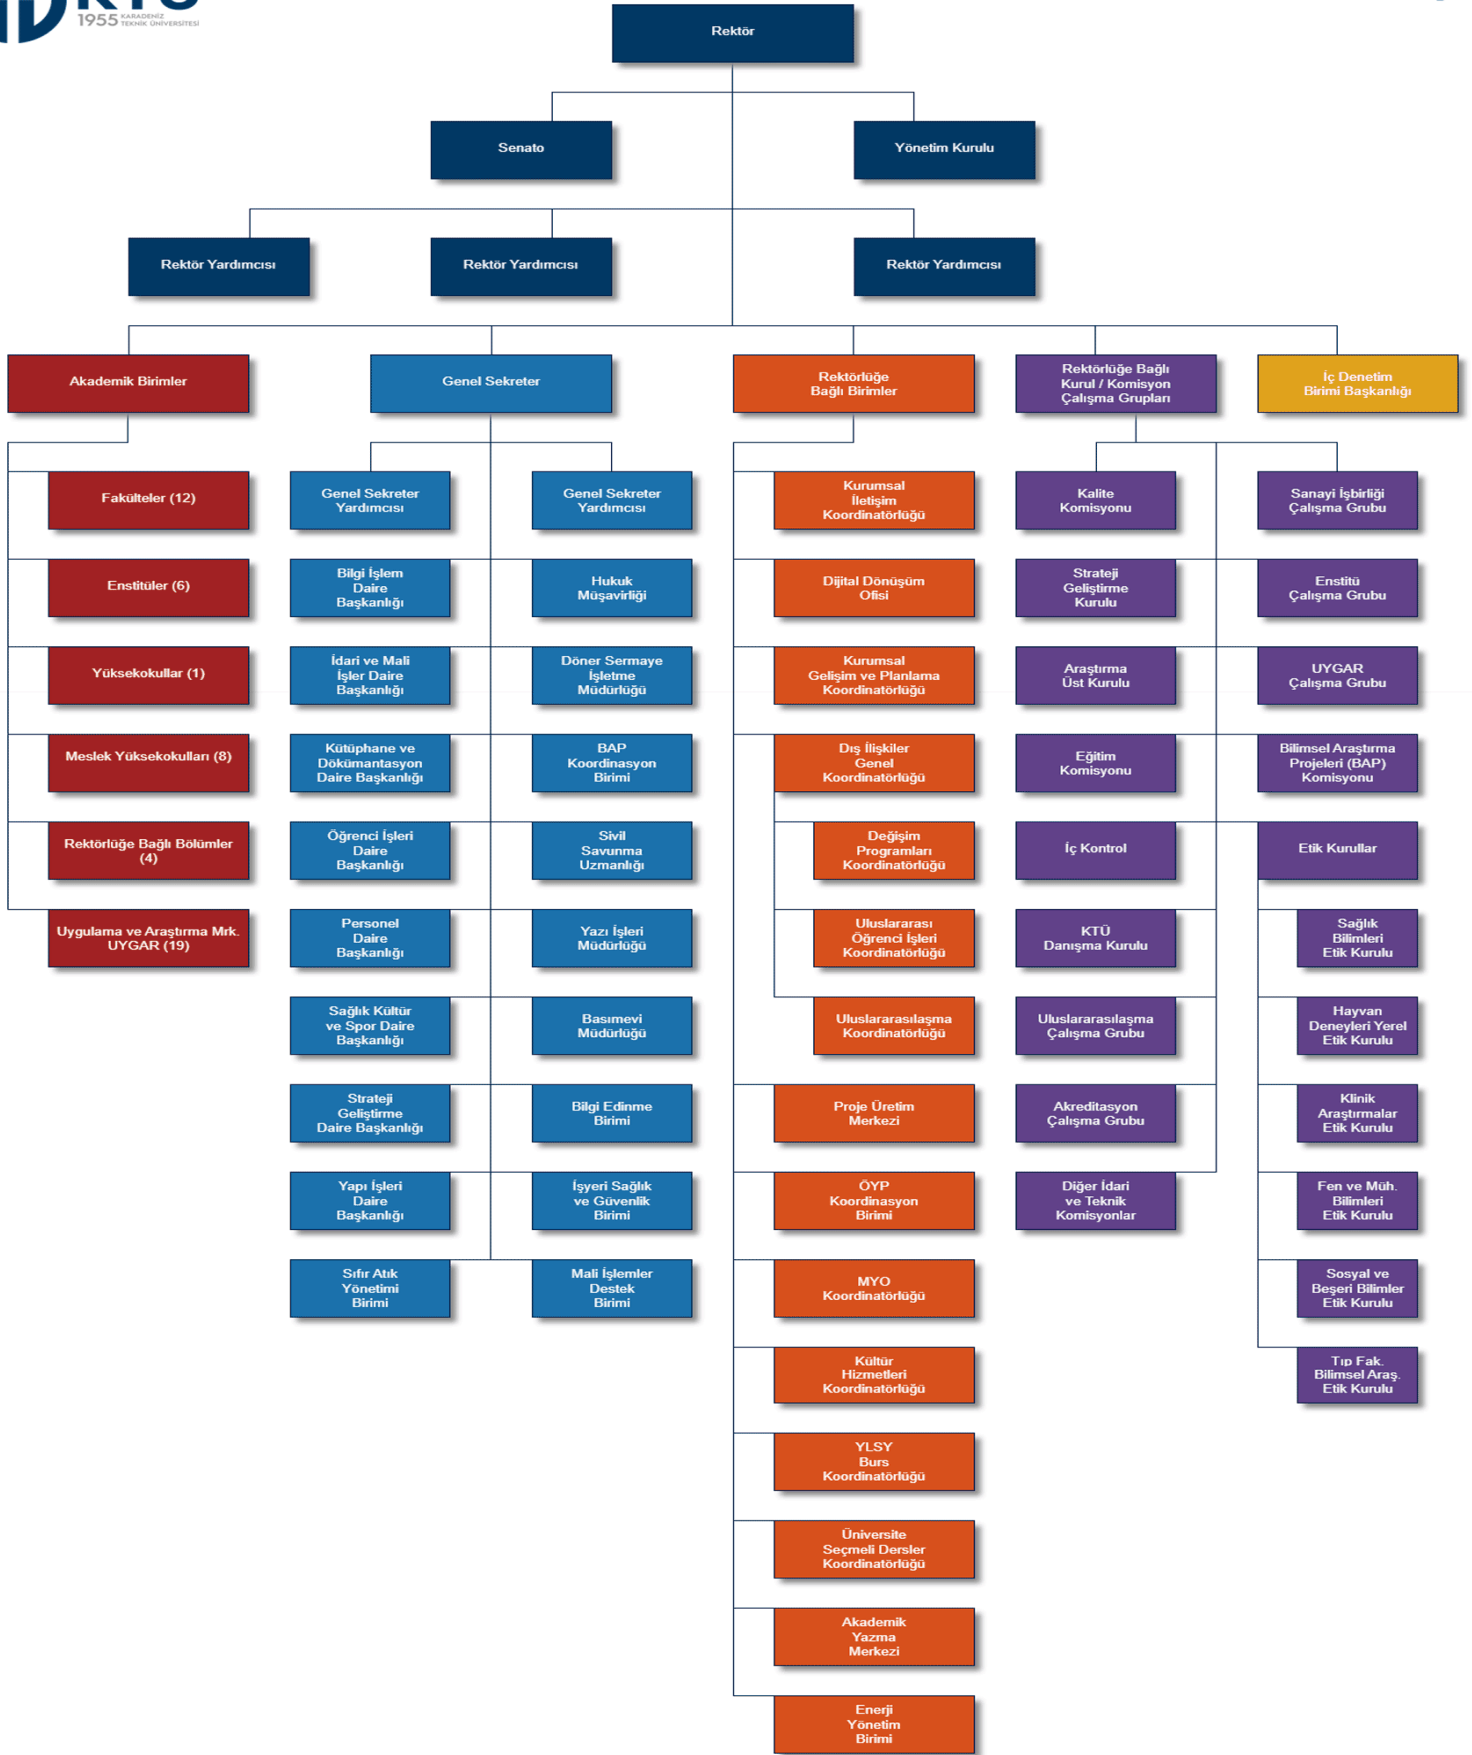 1955 KARADENİZ
TEKNİK ÜNİVERSİTESİ
Rektör
Senato
Yönetim Kurulu
Rektör Yardımcısı
Rektör Yardımcısı
Rektör Yardımcısı
Akademik Birimler
Fakülteler (12)
Enstitüler (6)
Yüksekokullar (1)
Meslek Yüksekokulları (8)
Rektörlüğe Bağlı Bölümler
(4)
Uygulama ve Araştırma Mrk.
UYGAR (19)
Genel Sekreter
Genel Sekreter
Yardımcısı
Genel Sekreter
Yardımcısı
Bilgi İşlem
Daire
Başkanlığı
Hukuk
Müşavirliği
İdari ve Mali
İşler Daire
Başkanlığı
Döner Sermaye
İşletme
Müdürlüğü
Kütüphane ve
Dökümantasyon
Daire Başkanlığı
BAP
Koordinasyon
Birimi
Öğrenci İşleri
Daire
Başkanlığı
Sivil
Savunma
Uzmanlığı
Personel
Daire
Başkanlığı
Yazı İşleri
Müdürlüğü
Sağlık Kültür
ve Spor Daire
Başkanlığı
Basımevi
Müdürlüğü
Strateji
Geliştirme
Daire Başkanlığı
Bilgi Edinme
Birimi
Yapı İşleri
Daire
Başkanlığı
İşyeri Sağlık
ve Güvenlik
Birimi
Sıfır Atık
Yönetimi
Birimi
Mali İşlemler
Destek
Birimi
Rektörlüğe
Bağlı Birimler
Kurumsal
İletişim
Koordinatörlüğü
Dijital Dönüşüm
Ofisi
Kurumsal
Gelişim ve Planlama
Koordinatörlüğü
Dış İlişkiler
Genel
Koordinatörlüğü
Değişim
Programları
Koordinatörlüğü
Uluslararası
Öğrenci İşleri
Koordinatörlüğü
Uluslararasılaşma
Koordinatörlüğü
Proje Üretim
Merkezi
ÖYP
Koordinasyon
Birimi
MYO
Koordinatörlüğü
Kültür
Hizmetleri
Koordinatörlüğü
YLSY
Burs
Koordinatörlüğü
Üniversite
Seçmeli Dersler
Koordinatörlüğü
Akademik
Yazma
Merkezi
Enerji
Yönetim
Birimi
Rektörlüğe Bağlı
Kurul / Komisyon
Çalışma Grupları
Kalite
Komisyonu
Sanayi İşbirliği
Çalışma Grubu
Strateji
Geliştirme
Kurulu
Enstitü
Çalışma Grubu
Araştırma
Üst Kurulu
UYGAR
Çalışma Grubu
Eğitim
Komisyonu
Bilimsel Araştırma
Projeleri (BAP)
Komisyonu
İç Kontrol
Etik Kurullar
KTÜ
Danışma Kurulu
Sağlık
Bilimleri
Etik Kurulu
Uluslararasılaşma
Çalışma Grubu
Hayvan
Deneyleri Yerel
Etik Kurulu
Akreditasyon
Çalışma Grubu
Klinik
Araştırmalar
Etik Kurulu
Diğer İdari
ve Teknik
Komisyonlar
Fen ve Müh.
Bilimleri
Etik Kurulu
Sosyal ve
Beşeri Bilimler
Etik Kurulu
Tıp Fak.
Bilimsel Araş.
Etik Kurulu
İç Denetim
Birimi Başkanlığı